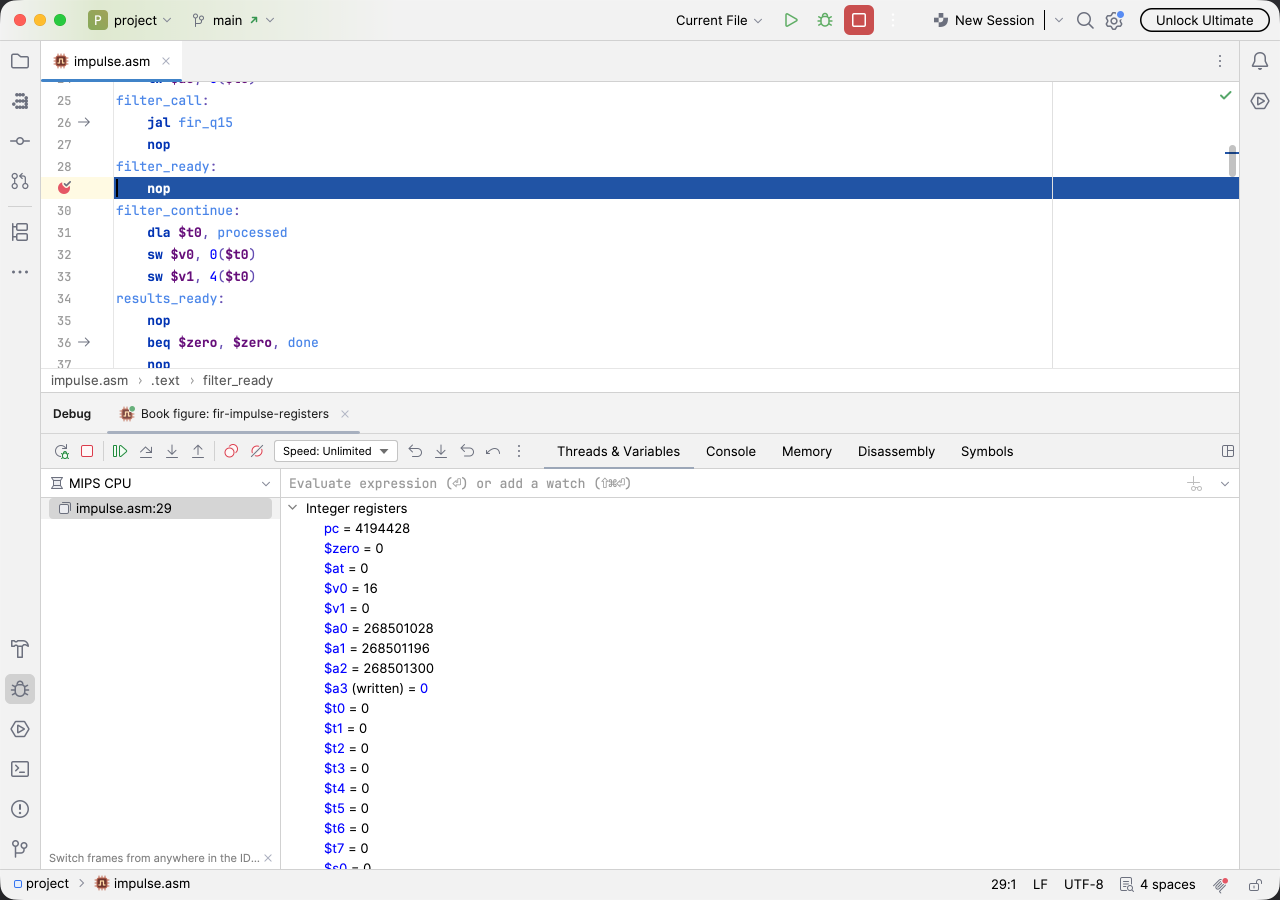 P project main Current File New Session Unlock Ultimate
impulse.asm
25 filter_call:
26 jal fir_q15
27 nop
28 filter_ready:
nop
30 filter_continue:
31 dla $t0, processed
32 sw $v0, 0($t0)
33 sw $v1, 4($t0)
34 results_ready:
35 nop
36 beq $zero, $zero, done
37 nop
impulse.asm › .text › filter_ready
Debug Book figure: fir-impulse-registers
Speed: Unlimited Threads & Variables Console Memory Disassembly Symbols
MIPS CPU Evaluate expression (⏎) or add a watch (⇧⌘⏎)
impulse.asm:29
Integer registers
pc = 4194428
$zero = 0
$at = 0
$v0 = 16
$v1 = 0
$a0 = 268501028
$a1 = 268501196
$a2 = 268501300
$a3 (written) = 0
$t0 = 0
$t1 = 0
$t2 = 0
$t3 = 0
$t4 = 0
$t5 = 0
$t6 = 0
$t7 = 0
$s0 = 0
Switch frames from anywhere in the ID...
project › impulse.asm 29:1 LF UTF-8 4 spaces